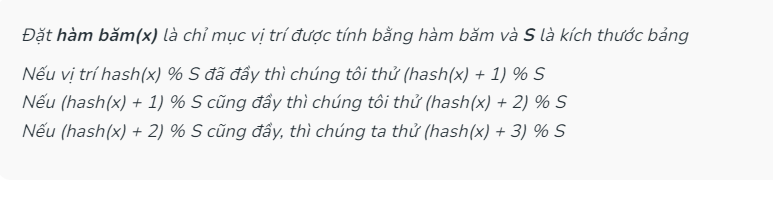 Đặt hàm băm(x) là chỉ mục vị trí được tính bằng hàm băm và S là kích thước bảng
Nếu vị trí hash(x) % S đã đầy thì chúng tôi thử (hash(x) + 1) % S
Nếu (hash(x) + 1) % S cũng đầy thì chúng tôi thử (hash(x) + 2) % S
Nếu (hash(x) + 2) % S cũng đầy, thì chúng ta thử (hash(x) + 3) % S